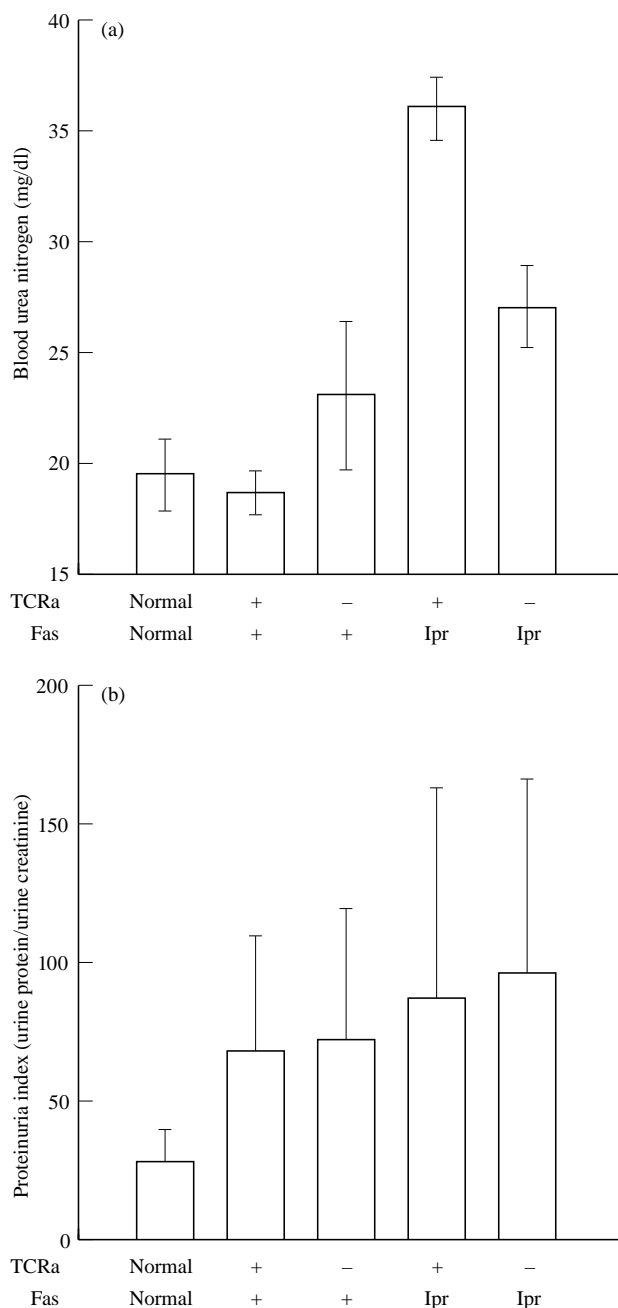 (a)
Blood urea nitrogen (mg/dl)
40
35
30
25
20
15
TCRa Normal + – + –
Fas Normal + + Ipr Ipr
(b)
Proteinuria index (urine protein/urine creatinine)
200
150
100
50
0
TCRa Normal + – + –
Fas Normal + + Ipr Ipr